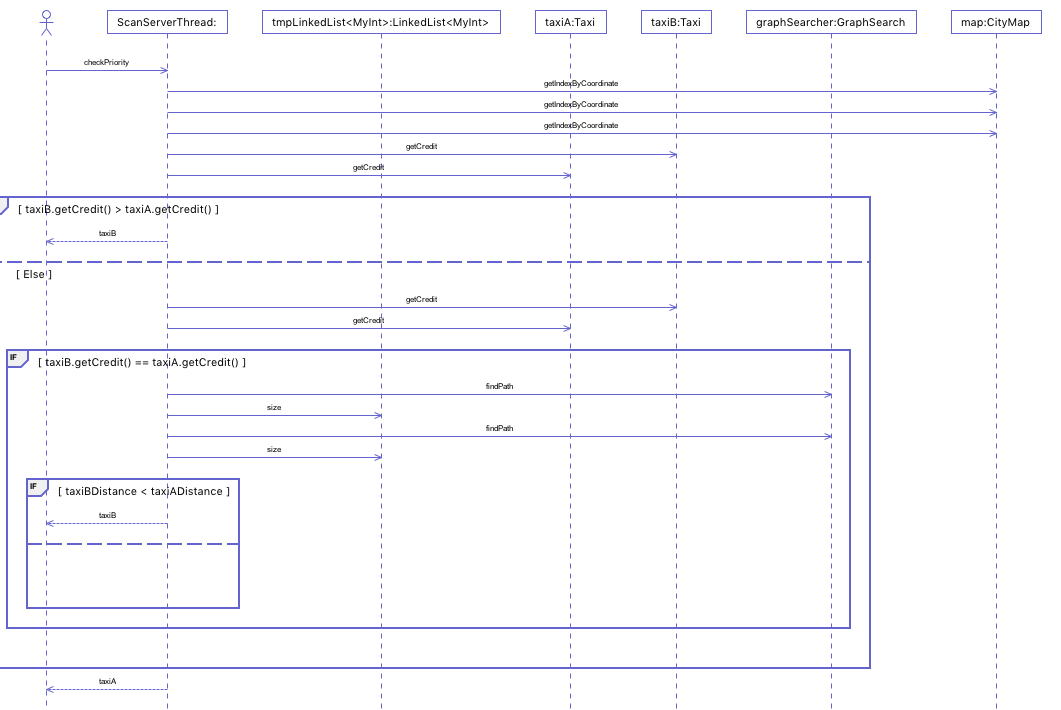 ScanServerThread:
tmpLinkedList<MyInt>:LinkedList<MyInt>
taxiA:Taxi
taxiB:Taxi
graphSearcher:GraphSearch
map:CityMap
checkPriority
getIndexByCoordinate
getIndexByCoordinate
getIndexByCoordinate
getCredit
getCredit
[ taxiB.getCredit() > taxiA.getCredit() ]
taxiB
[ Else ]
getCredit
getCredit
IF
[ taxiB.getCredit() == taxiA.getCredit() ]
findPath
size
findPath
size
IF
[ taxiBDistance < taxiADistance ]
taxiB
taxiA